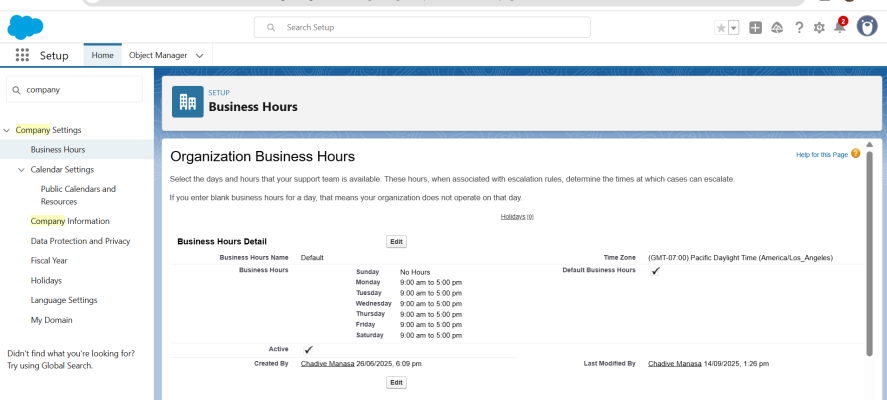 Search Setup
2
Setup
Home
Object Manager
company
Company Settings
Business Hours
Calendar Settings
Public Calendars and
Resources
Company Information
Data Protection and Privacy
Fiscal Year
Holidays
Language Settings
My Domain
Didn't find what you're looking for?
Try using Global Search.
SETUP
Business Hours
Organization Business Hours
Help for this Page ?
Select the days and hours that your support team is available. These hours, when associated with escalation rules, determine the times at which cases can escalate.
If you enter blank business hours for a day, that means your organization does not operate on that day.
Holidays [0]
Business Hours Detail
Edit
Business Hours Name Default
Time Zone (GMT-07:00) Pacific Daylight Time (America/Los_Angeles)
Business Hours
Sunday No Hours
Monday 9:00 am to 5:00 pm
Tuesday 9:00 am to 5:00 pm
Wednesday 9:00 am to 5:00 pm
Thursday 9:00 am to 5:00 pm
Friday 9:00 am to 5:00 pm
Saturday 9:00 am to 5:00 pm
Default Business Hours ✓
Active ✓
Created By Chadive Manasa 26/06/2025, 6:09 pm
Last Modified By Chadive Manasa 14/09/2025, 1:26 pm
Edit